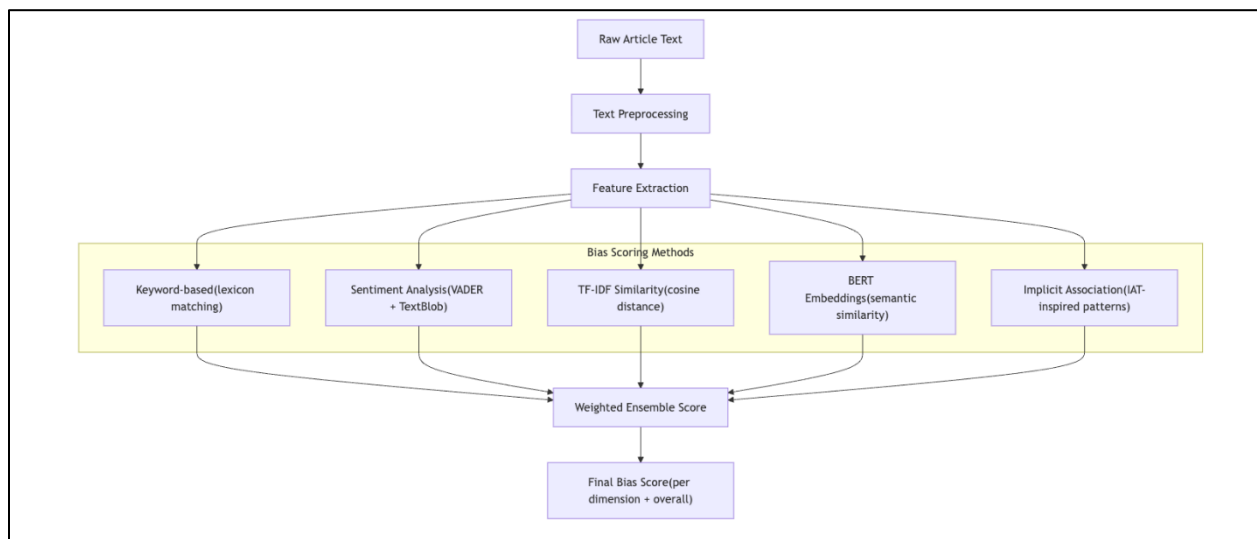 Raw Article Text
Text Preprocessing
Feature Extraction
Bias Scoring Methods
Keyword-based(lexicon
matching)
Sentiment Analysis(VADER
+ TextBlob)
TF-IDF Similarity(cosine
distance)
BERT
Embeddings(semantic
similarity)
Implicit Association(IAT-
inspired patterns)
Weighted Ensemble Score
Final Bias Score(per
dimension + overall)